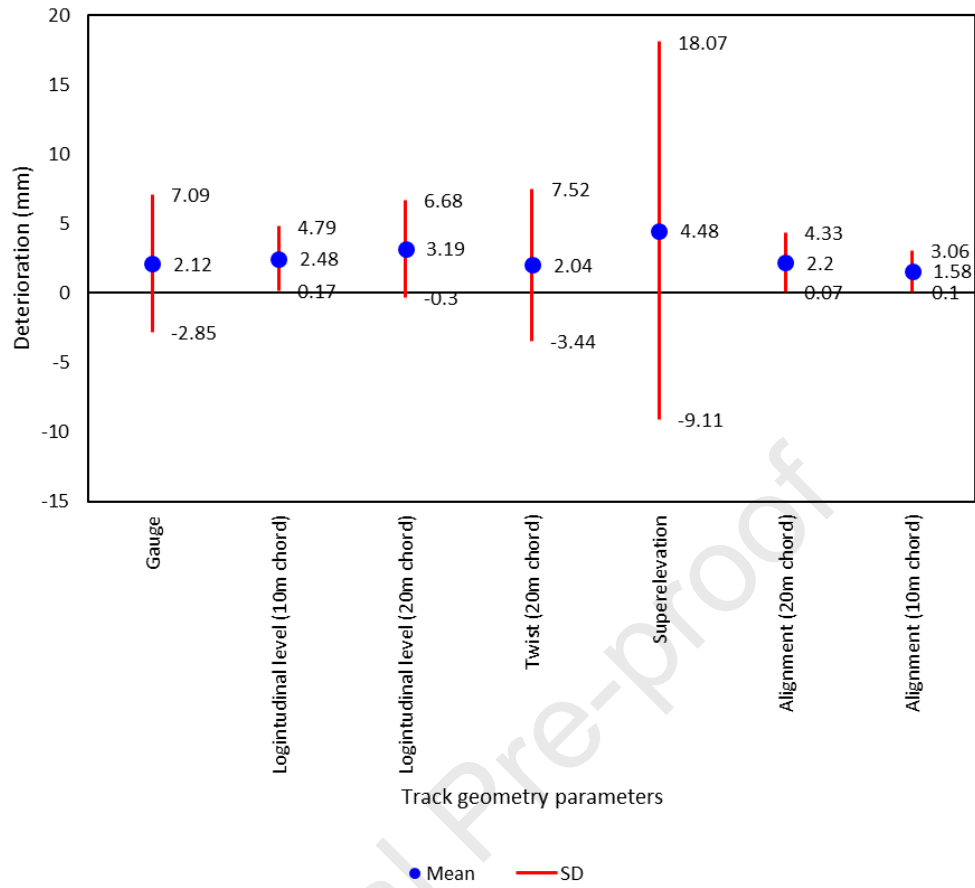 20
15
10
5
0
-5
-10
-15
Deterioration (mm)
7.09
2.12
-2.85
4.79
2.48
0.17
6.68
3.19
-0.3
7.52
2.04
-3.44
18.07
4.48
-9.11
4.33
2.2
0.07
3.06
1.58
0.1
Gauge
Logintudinal level (10m chord)
Logintudinal level (20m chord)
Twist (20m chord)
Superelevation
Alignment (20m chord)
Alignment (10m chord)
Track geometry parameters
Mean
SD
al Pre-proof